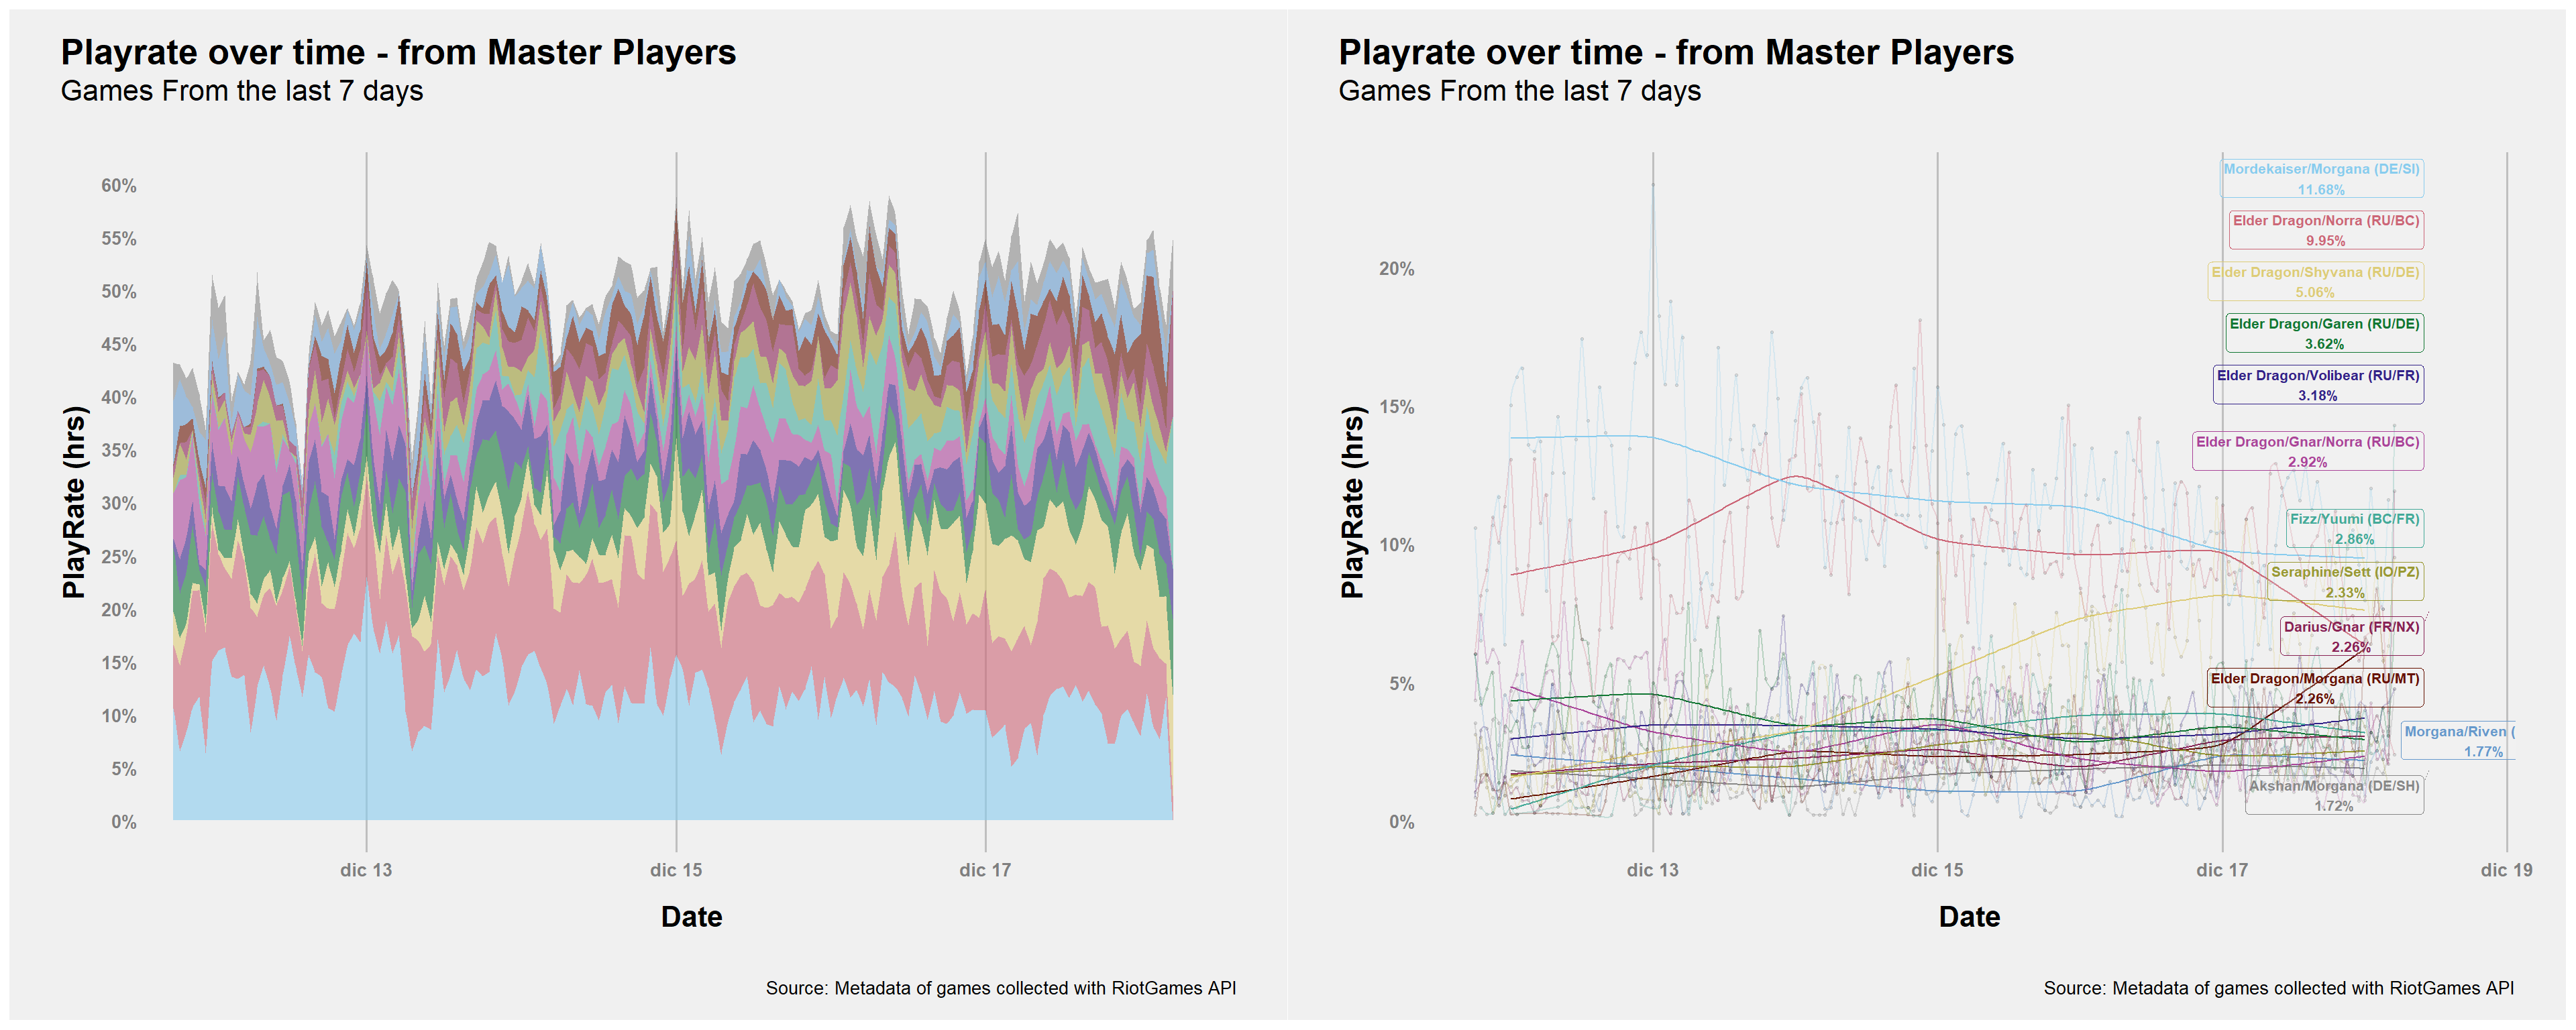 Playrate over time - from Master Players
Games From the last 7 days
PlayRate (hrs)
60%
55%
50%
45%
40%
35%
30%
25%
20%
15%
10%
5%
0%
dic 13
dic 15
dic 17
Date
Source: Metadata of games collected with RiotGames API
Playrate over time - from Master Players
Games From the last 7 days
PlayRate (hrs)
20%
15%
10%
5%
0%
Mordekaiser/Morgana (DE/SI)
11.68%
Elder Dragon/Norra (RU/BC)
9.95%
Elder Dragon/Shyvana (RU/DE)
5.06%
Elder Dragon/Garen (RU/DE)
3.62%
Elder Dragon/Volibear (RU/FR)
3.18%
Elder Dragon/Gnar/Norra (RU/BC)
2.92%
Fizz/Yuumi (BC/FR)
2.86%
Seraphine/Sett (IO/PZ)
2.33%
Darius/Gnar (FR/NX)
2.26%
Elder Dragon/Morgana (RU/MT)
2.26%
Morgana/Riven (
1.77%
Akshan/Morgana (DE/SH)
1.72%
dic 13
dic 15
dic 17
dic 19
Date
Source: Metadata of games collected with RiotGames API